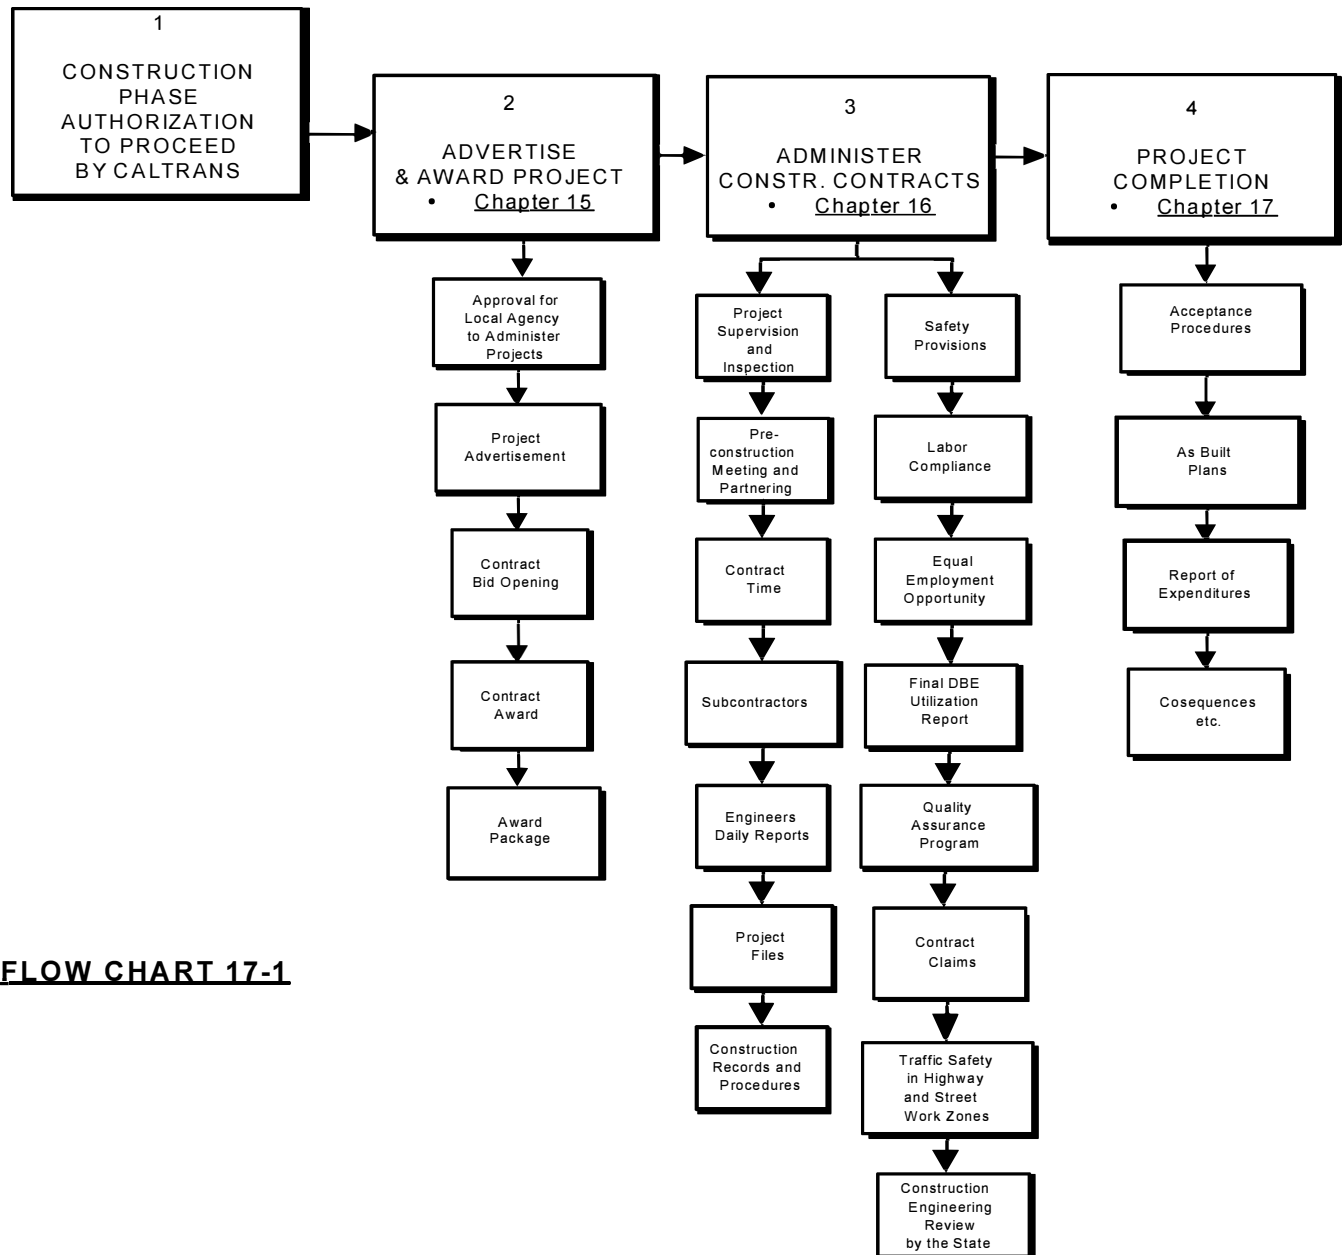 1
CONSTRUCTION
PHASE
AUTHORIZATION
TO PROCEED
BY CALTRANS
2
ADVERTISE
& AWARD PROJECT
• Chapter 15
3
ADMINISTER
CONSTR. CONTRACTS
• Chapter 16
4
PROJECT
COMPLETION
• Chapter 17
Approval for
Local Agency
to Administer
Projects
Project
Advertisement
Contract
Bid Opening
Contract
Award
Award
Package
Project
Supervision
and
Inspection
Pre-
construction
Meeting and
Partnering
Contract
Time
Subcontractors
Engineers
Daily Reports
Project
Files
Construction
Records and
Procedures
Safety
Provisions
Labor
Compliance
Equal
Employment
Opportunity
Final DBE
Utilization
Report
Quality
Assurance
Program
Contract
Claims
Traffic Safety
in Highway
and Street
Work Zones
Construction
Engineering
Review
by the State
Acceptance
Procedures
As Built
Plans
Report of
Expenditures
Cosequences
etc.
FLOW CHART 17-1